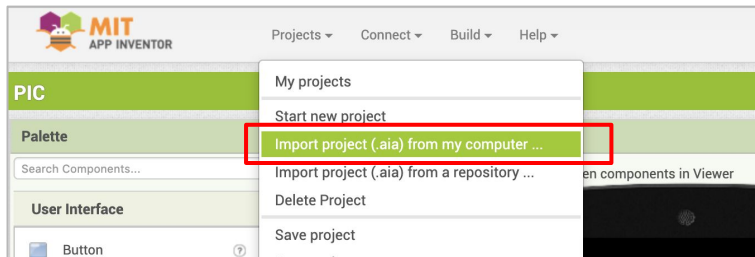 MIT
APP INVENTOR
Projects Connect Build Help
My projects
PIC
Start new project
Palette
Import project (.aia) from my computer ...
Search Components...
Import project (.aia) from a repository ...
en components in Viewer
Delete Project
User Interface
Save project
Button
?